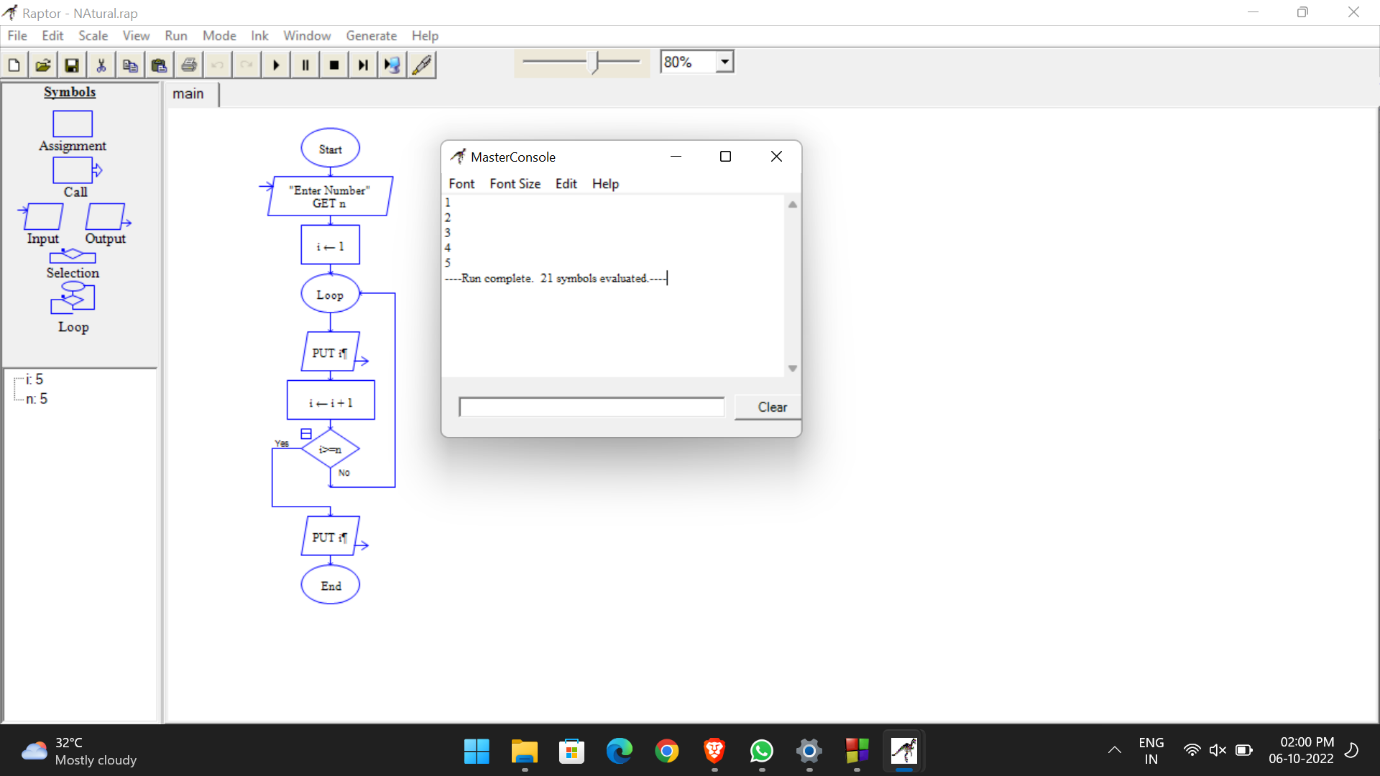 Raptor - NAtural.rap
File Edit Scale View Run Mode Ink Window Generate Help
80%
Symbols
Assignment
Call
Input Output
Selection
Loop
i: 5
n: 5
main
Start
"Enter Number"
GET n
i ← 1
Loop
PUT i¶
i ← i + 1
i>=n
Yes
No
PUT i¶
End
MasterConsole
Font Font Size Edit Help
1
2
3
4
5
----Run complete. 21 symbols evaluated.----
Clear
32°C
Mostly cloudy
ENG
IN
02:00 PM
06-10-2022